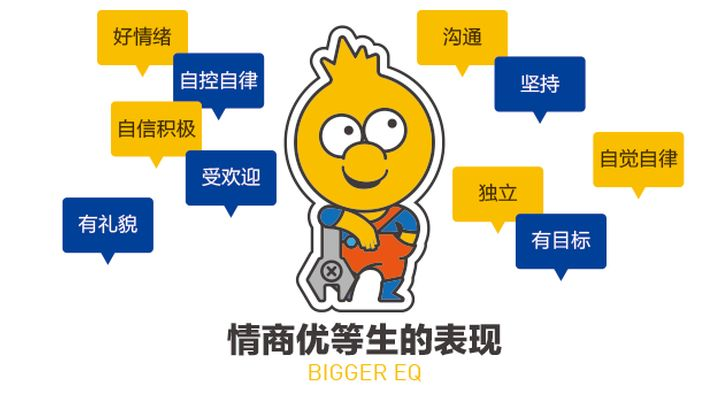 好情绪
自控自律
自信积极
受欢迎
有礼貌
沟通
坚持
自觉自律
独立
有目标
情商优等生的表现
BIGGER EQ